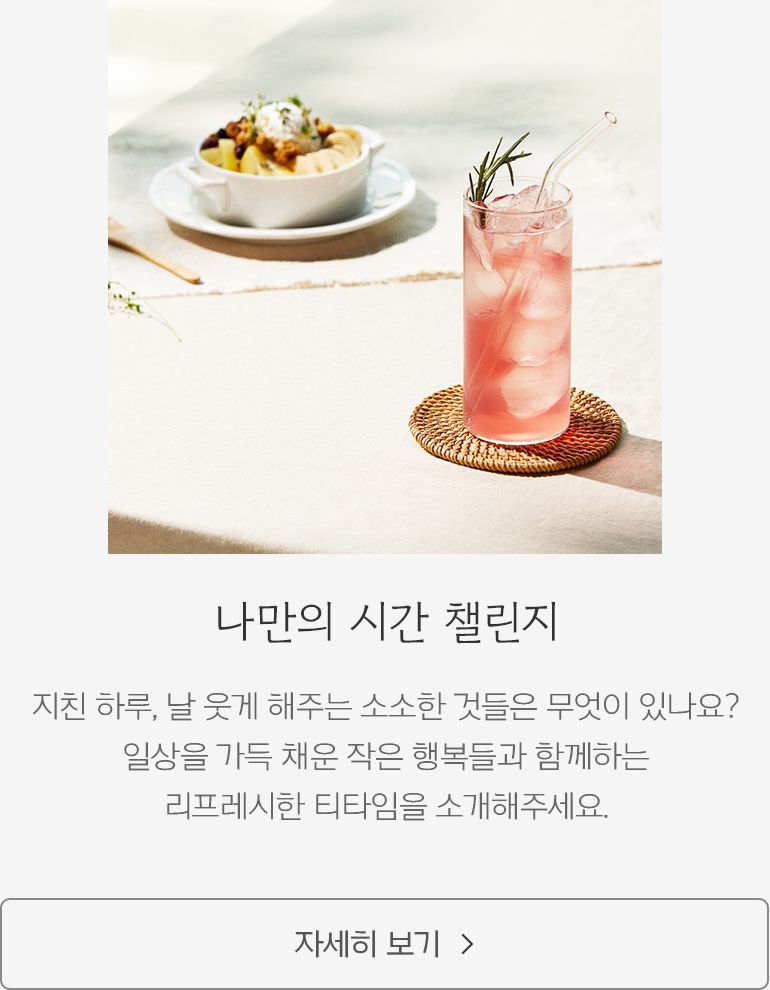 나만의 시간 챌린지
지친 하루, 날 웃게 해주는 소소한 것들은 무엇이 있나요?
일상을 가득 채운 작은 행복들과 함께하는
리프레시한 티타임을 소개해주세요.
자세히 보기 >